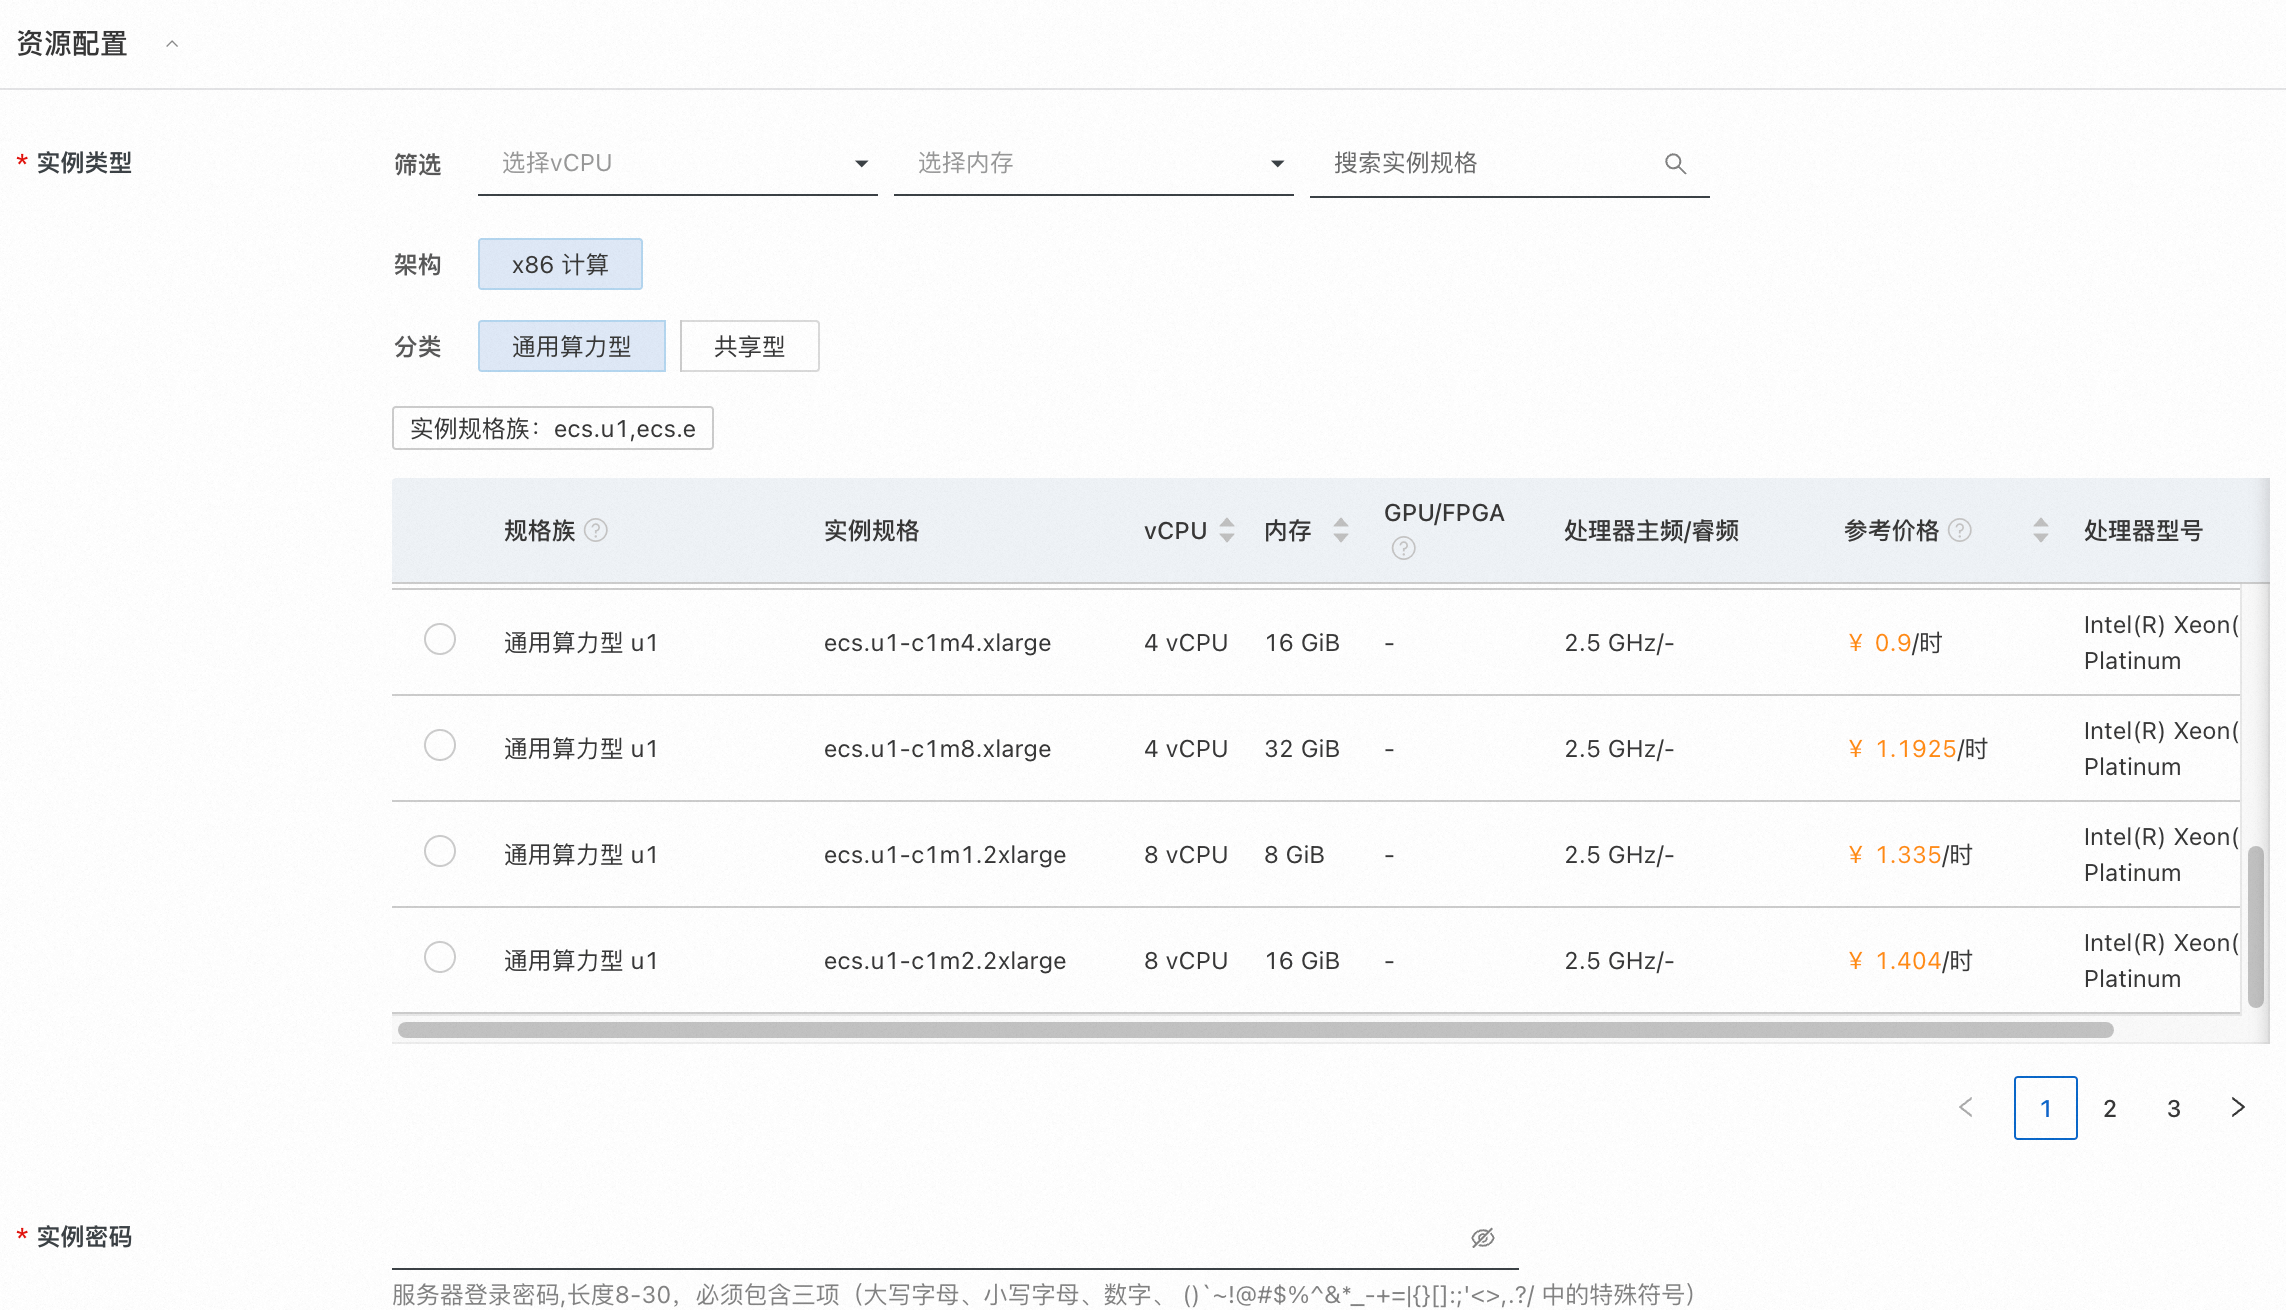 资源配置
* 实例类型
筛选 选择vCPU 选择内存 搜索实例规格
架构 x86 计算
分类 通用算力型 共享型
实例规格族：ecs.u1,ecs.e
规格族 ? 实例规格 vCPU 内存 GPU/FPGA ? 处理器主频/睿频 参考价格 ? 处理器型号
通用算力型 u1 ecs.u1-c1m4.xlarge 4 vCPU 16 GiB - 2.5 GHz/- ¥ 0.9/时 Intel(R) Xeon(
Platinum
通用算力型 u1 ecs.u1-c1m8.xlarge 4 vCPU 32 GiB - 2.5 GHz/- ¥ 1.1925/时 Intel(R) Xeon(
Platinum
通用算力型 u1 ecs.u1-c1m1.2xlarge 8 vCPU 8 GiB - 2.5 GHz/- ¥ 1.335/时 Intel(R) Xeon(
Platinum
通用算力型 u1 ecs.u1-c1m2.2xlarge 8 vCPU 16 GiB - 2.5 GHz/- ¥ 1.404/时 Intel(R) Xeon(
Platinum
1 2 3
* 实例密码
服务器登录密码,长度8-30，必须包含三项（大写字母、小写字母、数字、 ()`~!@#$%^&*_-+=|{}[]:;'<>,.?/ 中的特殊符号）